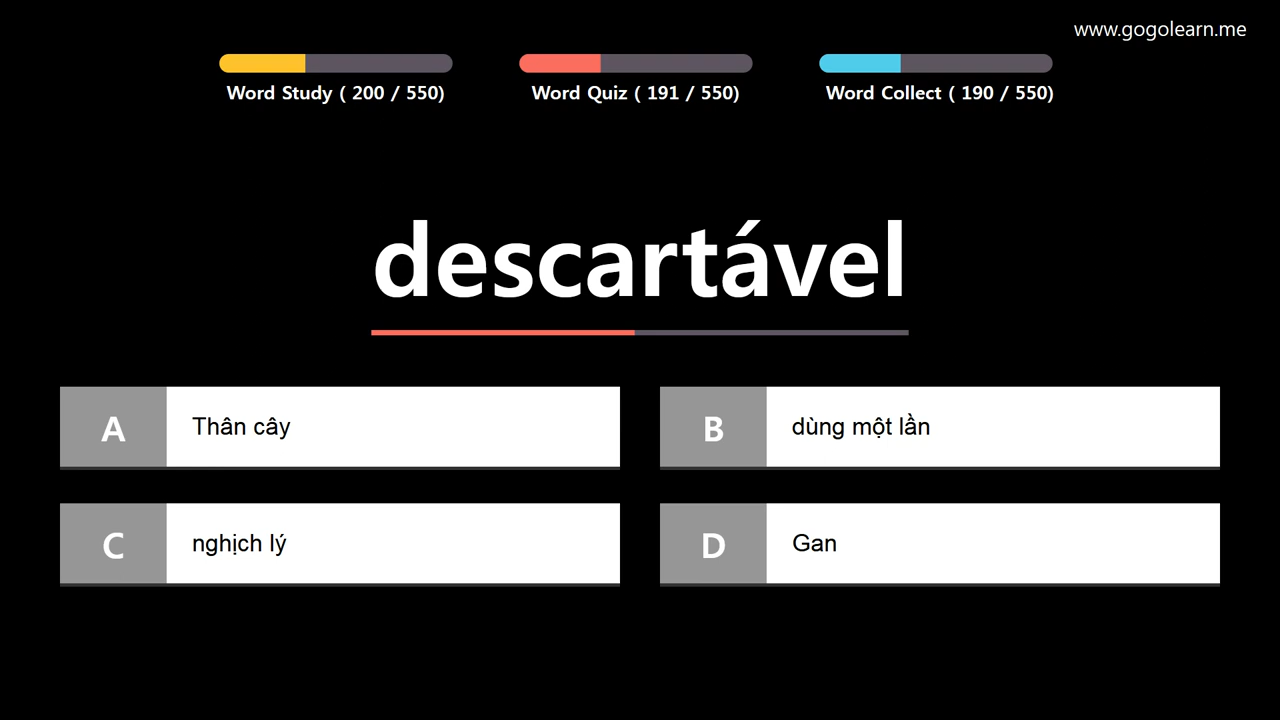 www.gogolearn.me
Word Study ( 200 / 550)
Word Quiz ( 191 / 550)
Word Collect ( 190 / 550)
descartável
A
Thân cây
B
dùng một lần
C
nghịch lý
D
Gan